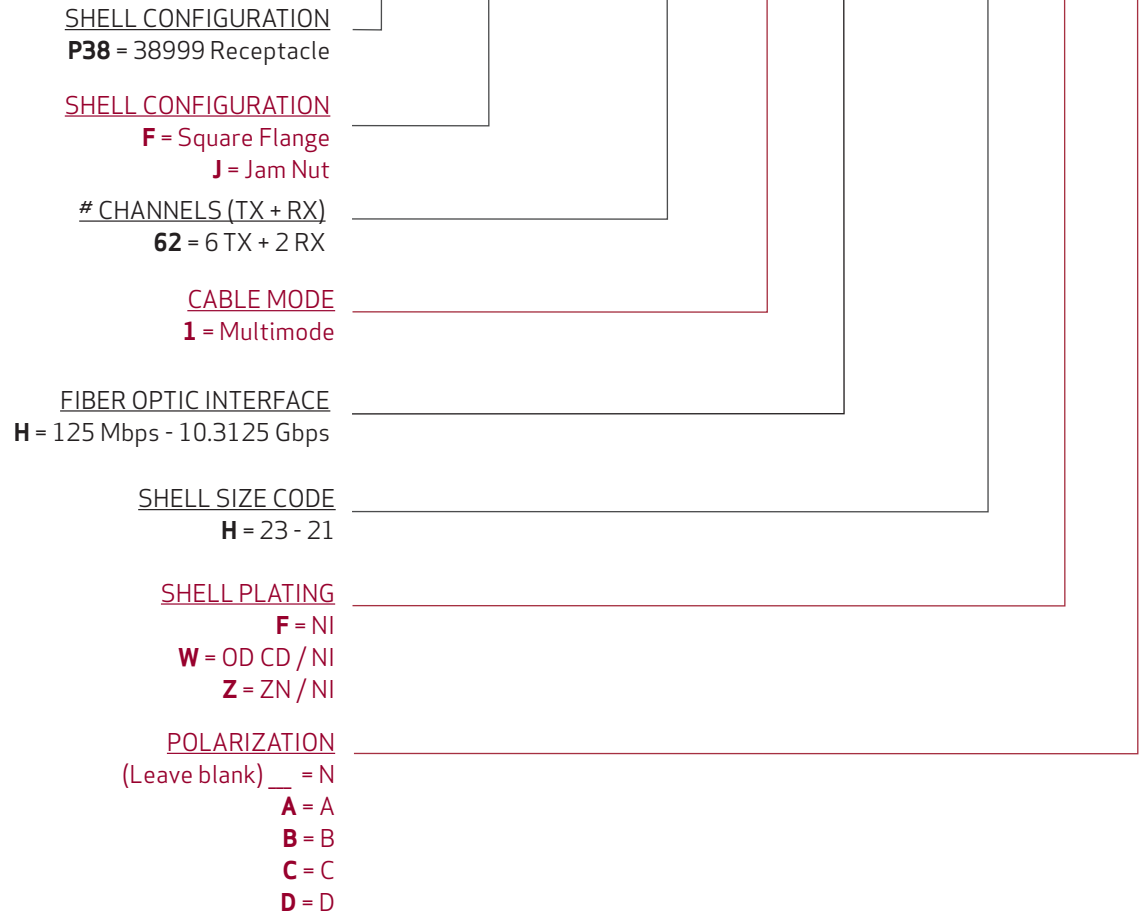 SHELL CONFIGURATION
P38 = 38999 Receptacle
SHELL CONFIGURATION
F = Square Flange
J = Jam Nut
# CHANNELS (TX + RX)
62 = 6 TX + 2 RX
CABLE MODE
1 = Multimode
FIBER OPTIC INTERFACE
H = 125 Mbps - 10.3125 Gbps
SHELL SIZE CODE
H = 23 - 21
SHELL PLATING
F = NI
W = OD CD / NI
Z = ZN / NI
POLARIZATION
(Leave blank) __ = N
A = A
B = B
C = C
D = D